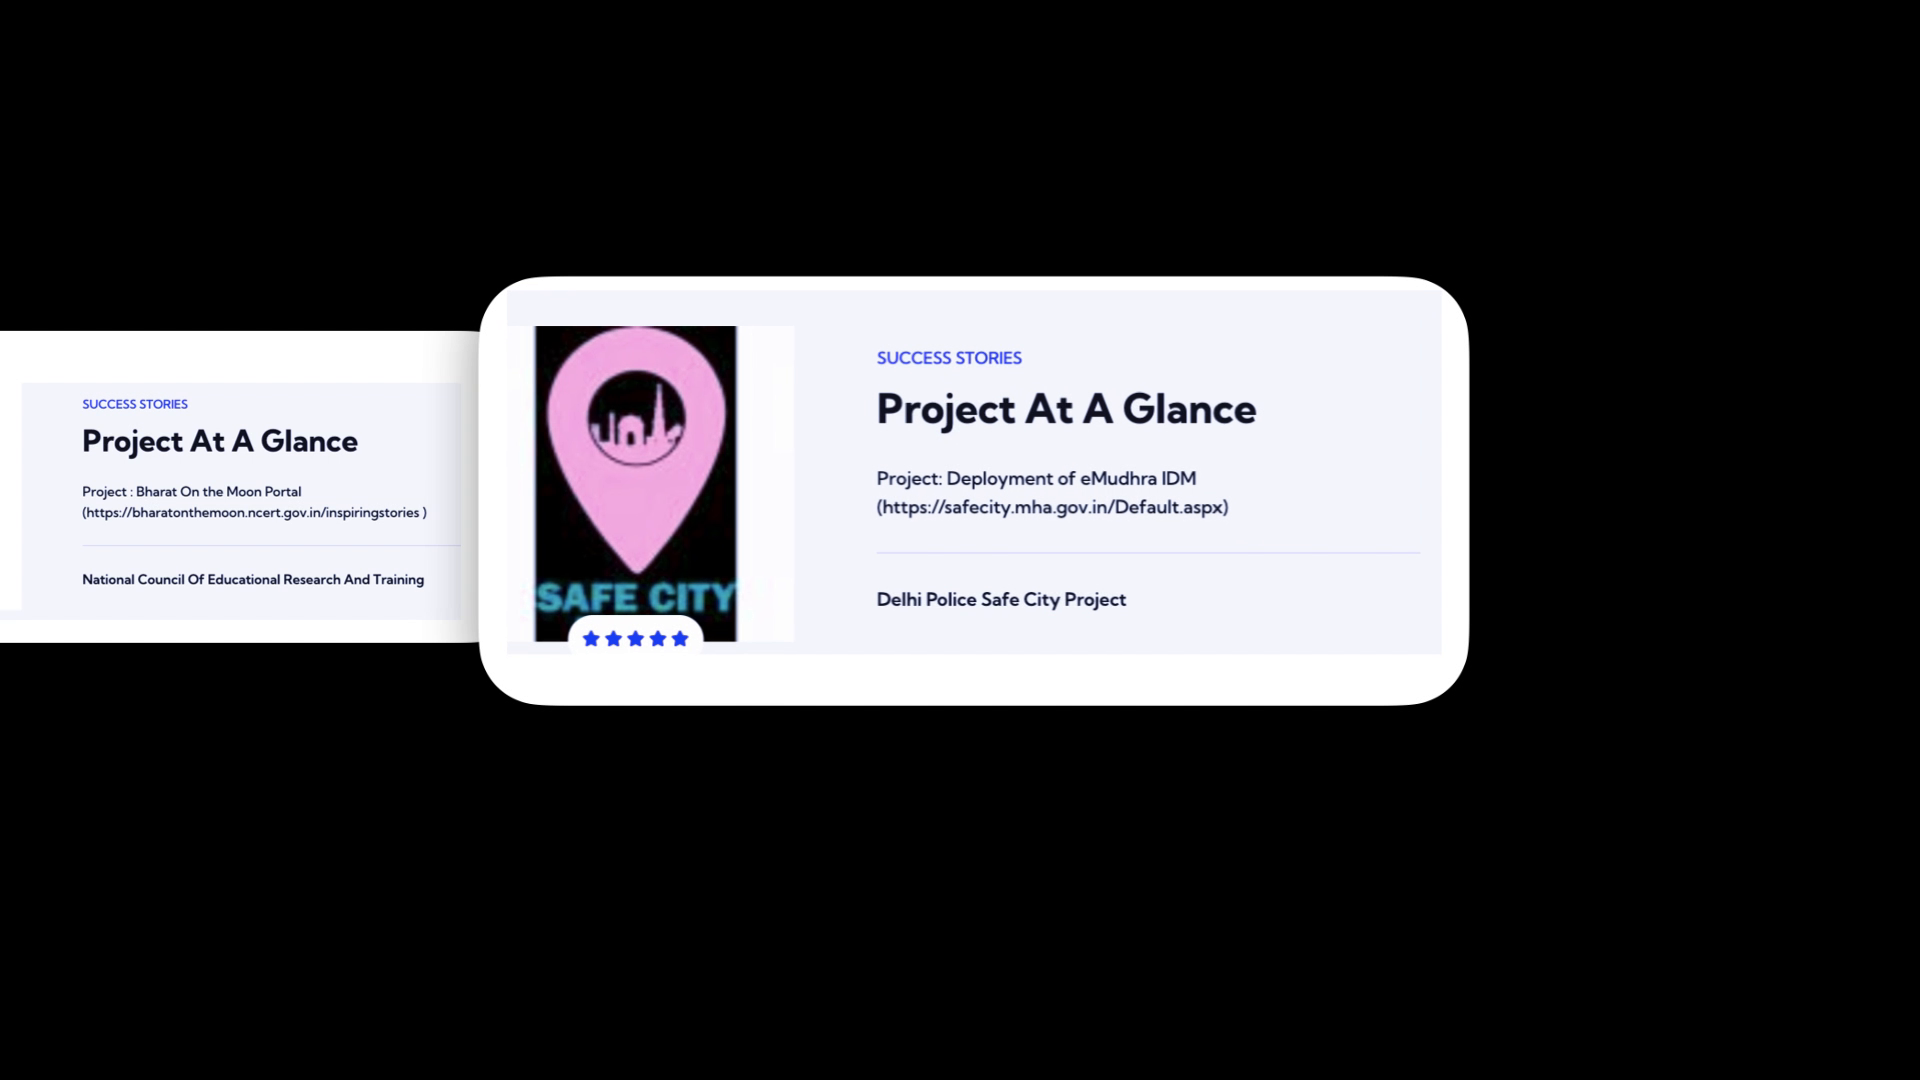 SUCCESS STORIES
Project At A Glance
Project : Bharat On the Moon Portal
(https://bharatonthemoon.ncert.gov.in/inspiringstories )
National Council Of Educational Research And Training
SAFE CITY
SUCCESS STORIES
Project At A Glance
Project: Deployment of eMudhra IDM
(https://safecity.mha.gov.in/Default.aspx)
Delhi Police Safe City Project